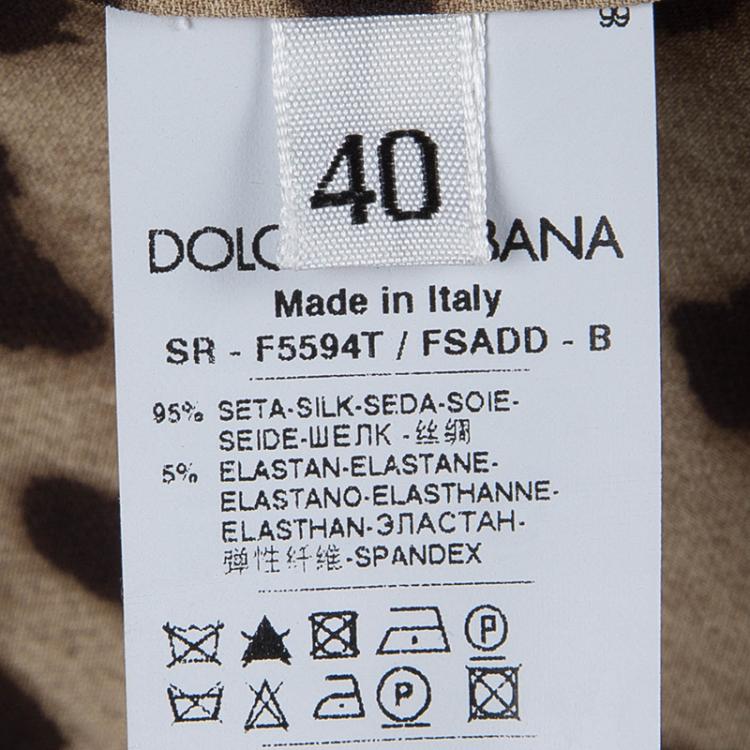 99
40
DOLC BANA
Made in Italy
SR - F5594T / FSADD - B
95% SETA-SILK-SEDA-SOIE-
SEIDE-ШЕЛК -丝绸
5% ELASTAN-ELASTANE-
ELASTANO-ELASTHANNE-
ELASTHAN-ЭЛАСТАН-
弹性纤维-SPANDEX
P
P